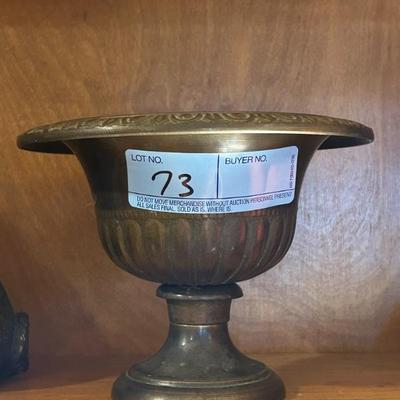 LOT NO. BUYER NO.
73
DO NOT MOVE MERCHANDISE WITHOUT AUCTION PERSONNEL PRESENT
ALL SALES FINAL. SOLD AS IS. WHERE IS.